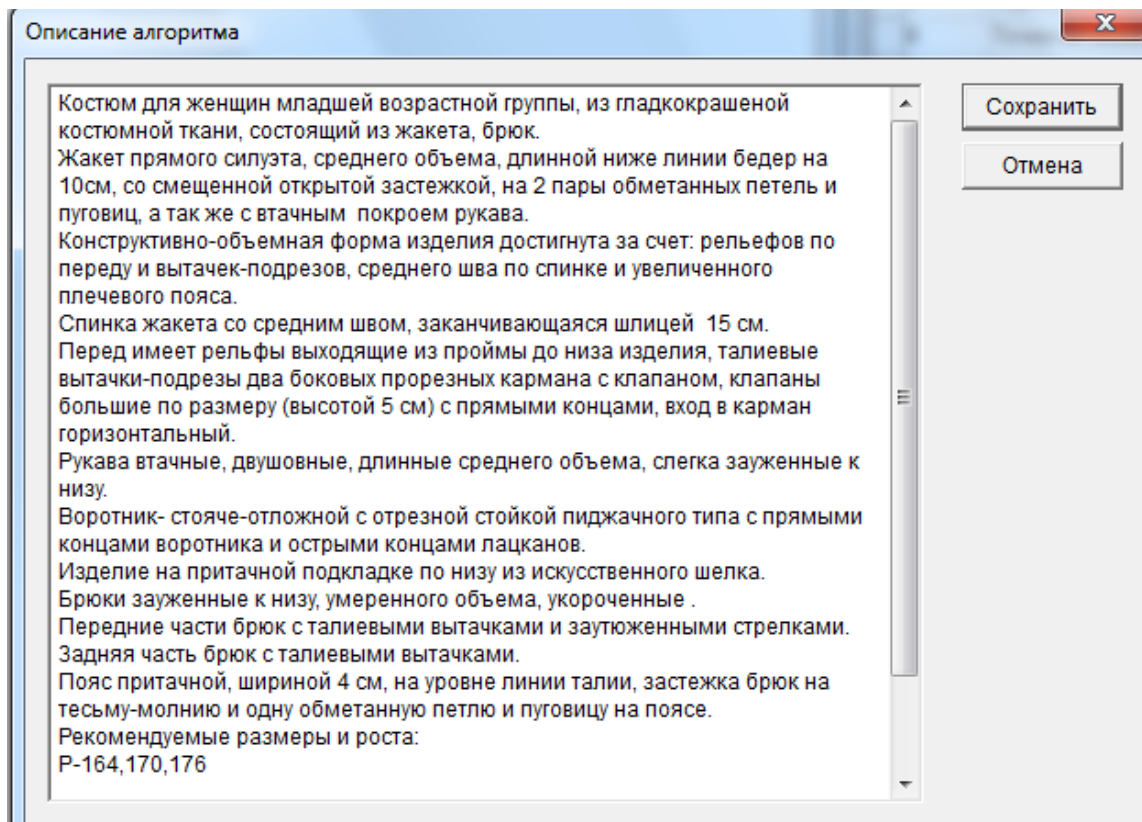 Описание алгоритма
Костюм для женщин младшей возрастной группы, из гладкокрашеной
костюмной ткани, состоящий из жакета, брюк.
Жакет прямого силуэта, среднего объема, длинной ниже линии бедер на
10см, со смещенной открытой застежкой, на 2 пары обметанных петель и
пуговиц, а так же с втачным  покроем рукава.
Конструктивно-объемная форма изделия достигнута за счет: рельефов по
переду и вытачек-подрезов, среднего шва по спинке и увеличенного
плечевого пояса.
Спинка жакета со средним швом, заканчивающаяся шлицей  15 см.
Перед имеет рельфы выходящие из проймы до низа изделия, талиевые
вытачки-подрезы два боковых прорезных кармана с клапаном, клапаны
большие по размеру (высотой 5 см) с прямыми концами, вход в карман
горизонтальный.
Рукава втачные, двушовные, длинные среднего объема, слегка зауженные к
низу.
Воротник- стояче-отложной с отрезной стойкой пиджачного типа с прямыми
концами воротника и острыми концами лацканов.
Изделие на притачной подкладке по низу из искусственного шелка.
Брюки зауженные к низу, умеренного объема, укороченные .
Передние части брюк с талиевыми вытачками и заутюженными стрелками.
Задняя часть брюк с талиевыми вытачками.
Пояс притачной, шириной 4 см, на уровне линии талии, застежка брюк на
тесьму-молнию и одну обметанную петлю и пуговицу на поясе.
Рекомендуемые размеры и роста:
Р-164,170,176
Сохранить
Отмена